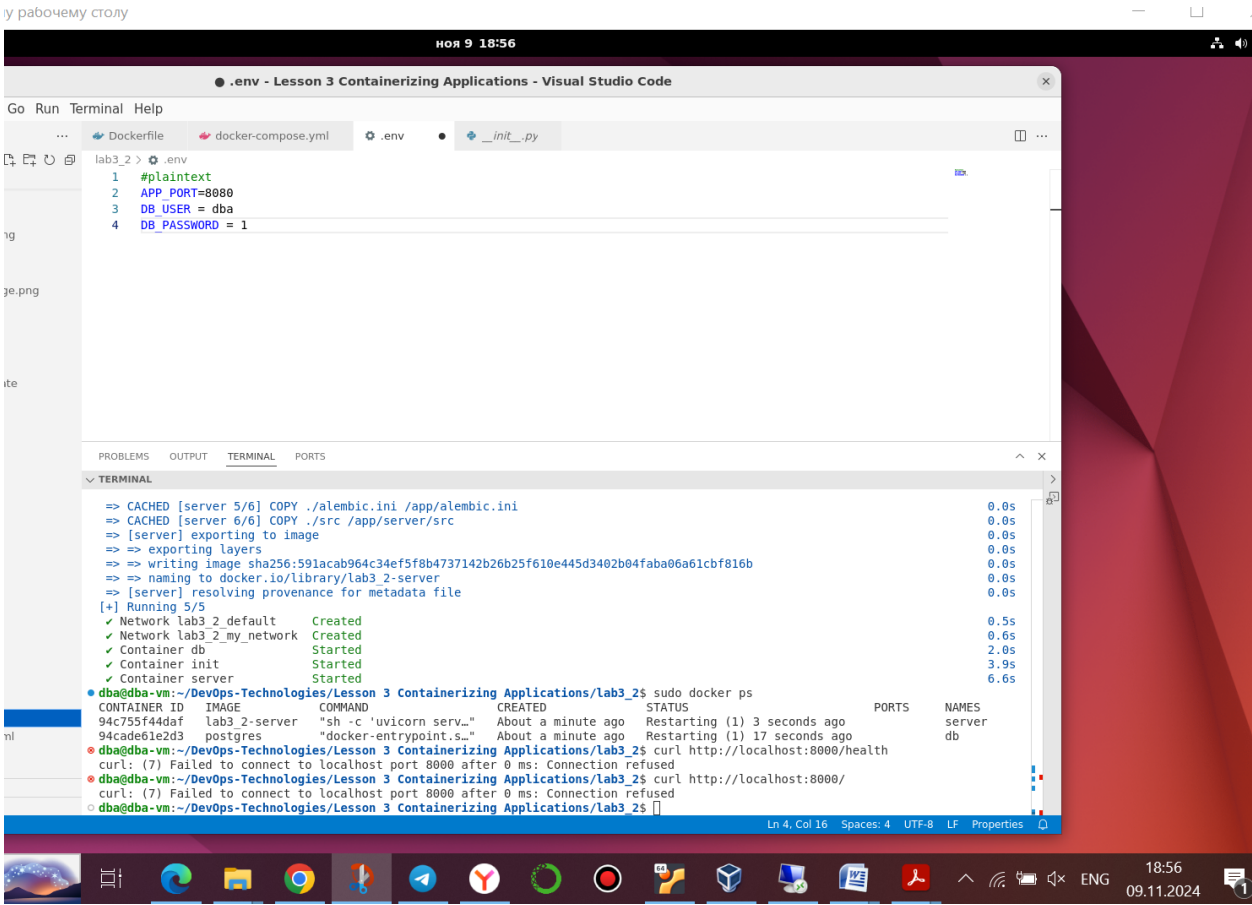 му рабочему столу
ноя 9 18:56
● .env - Lesson 3 Containerizing Applications - Visual Studio Code
Go Run Terminal Help
Dockerfile docker-compose.yml .env ● __init__.py
lab3_2 > .env
1 #plaintext
2 APP_PORT=8080
3 DB_USER = dba
4 DB_PASSWORD = 1
PROBLEMS OUTPUT TERMINAL PORTS
TERMINAL
=> CACHED [server 5/6] COPY ./alembic.ini /app/alembic.ini 0.0s
=> CACHED [server 6/6] COPY ./src /app/server/src 0.0s
=> [server] exporting to image 0.0s
=> => exporting layers 0.0s
=> => writing image sha256:591acab964c34ef5f8b4737142b26b25f610e445d3402b04faba06a61cbf816b 0.0s
=> => naming to docker.io/library/lab3_2-server 0.0s
=> [server] resolving provenance for metadata file 0.0s
[+] Running 5/5
✔ Network lab3_2_default Created 0.5s
✔ Network lab3_2_my_network Created 0.6s
✔ Container db Started 2.0s
✔ Container init Started 3.9s
✔ Container server Started 6.6s
dba@dba-vm:~/DevOps-Technologies/Lesson 3 Containerizing Applications/lab3_2$ sudo docker ps
CONTAINER ID IMAGE COMMAND CREATED STATUS PORTS NAMES
94c755f44daf lab3_2-server "sh -c 'uvicorn serv…" About a minute ago Restarting (1) 3 seconds ago server
94cade61e2d3 postgres "docker-entrypoint.s…" About a minute ago Restarting (1) 17 seconds ago db
dba@dba-vm:~/DevOps-Technologies/Lesson 3 Containerizing Applications/lab3_2$ curl http://localhost:8000/health
curl: (7) Failed to connect to localhost port 8000 after 0 ms: Connection refused
dba@dba-vm:~/DevOps-Technologies/Lesson 3 Containerizing Applications/lab3_2$ curl http://localhost:8000/
curl: (7) Failed to connect to localhost port 8000 after 0 ms: Connection refused
dba@dba-vm:~/DevOps-Technologies/Lesson 3 Containerizing Applications/lab3_2$
Ln 4, Col 16 Spaces: 4 UTF-8 LF Properties
ENG
18:56
09.11.2024